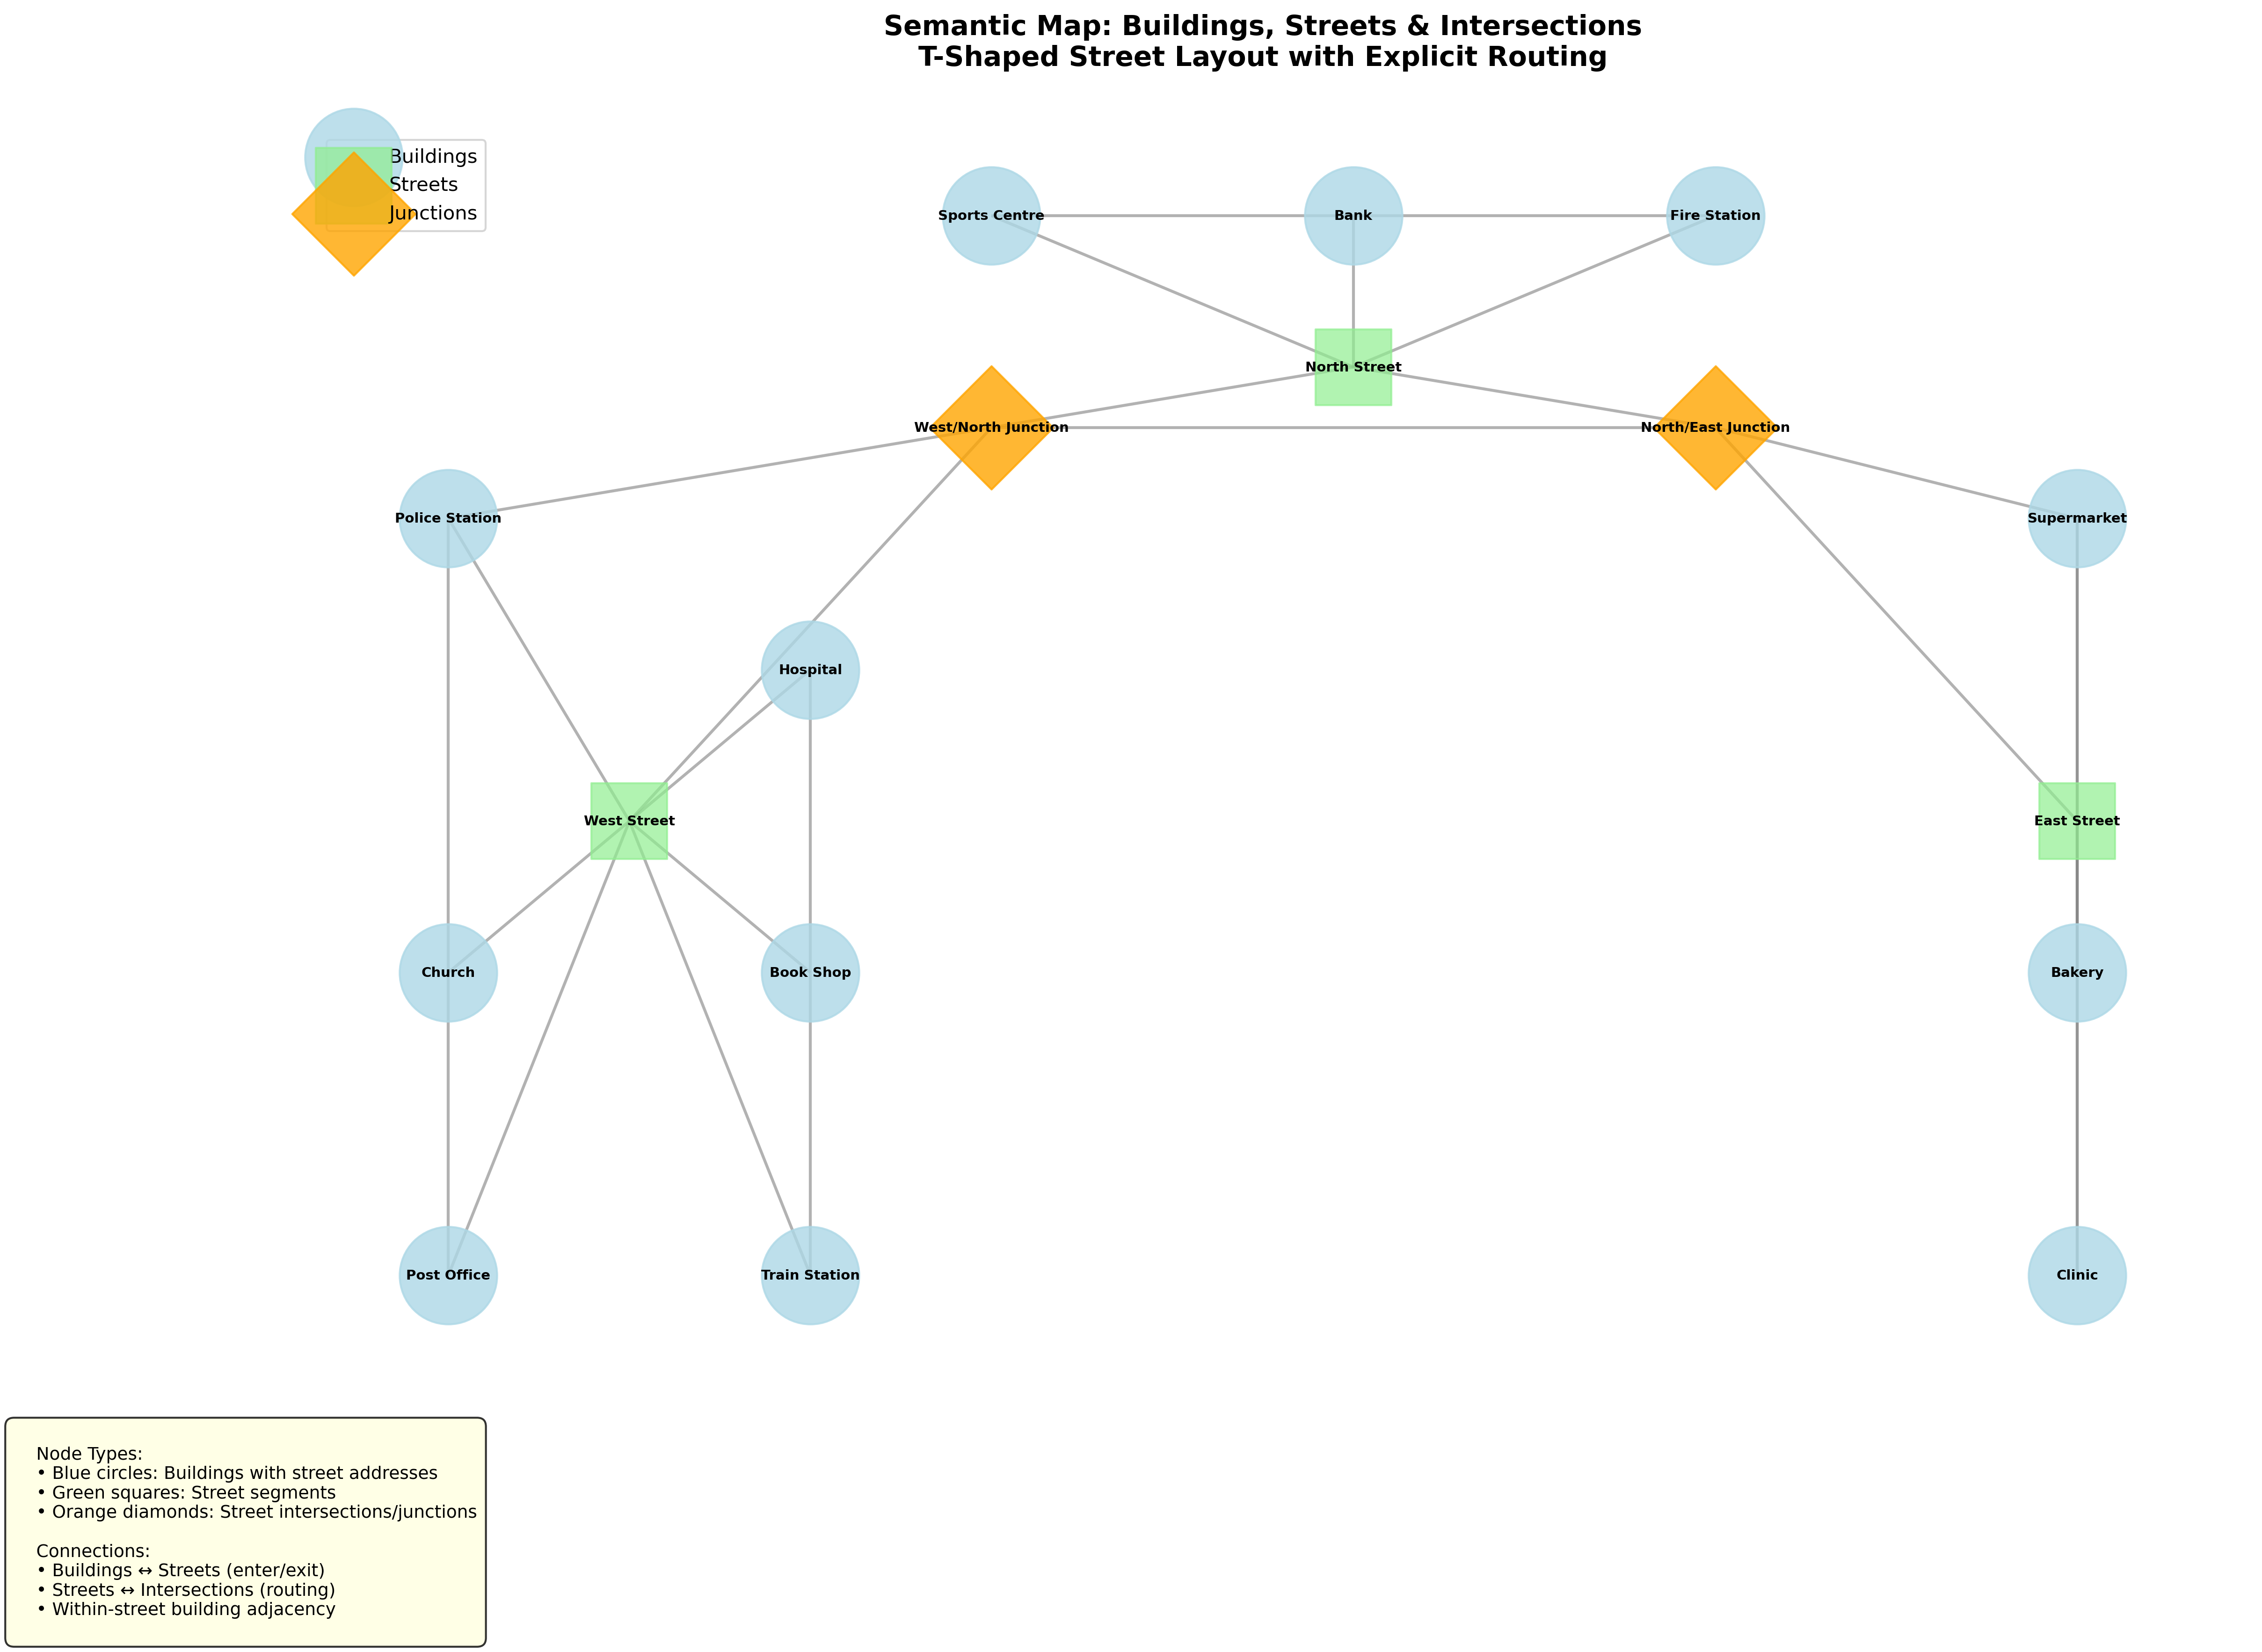 Semantic Map: Buildings, Streets & Intersections
T-Shaped Street Layout with Explicit Routing
Buildings
Streets
Junctions
Sports Centre
Bank
Fire Station
North Street
West/North Junction
North/East Junction
Police Station
Supermarket
Hospital
West Street
East Street
Church
Book Shop
Bakery
Post Office
Train Station
Clinic
Node Types:
• Blue circles: Buildings with street addresses
• Green squares: Street segments
• Orange diamonds: Street intersections/junctions
Connections:
• Buildings ↔ Streets (enter/exit)
• Streets ↔ Intersections (routing)
• Within-street building adjacency